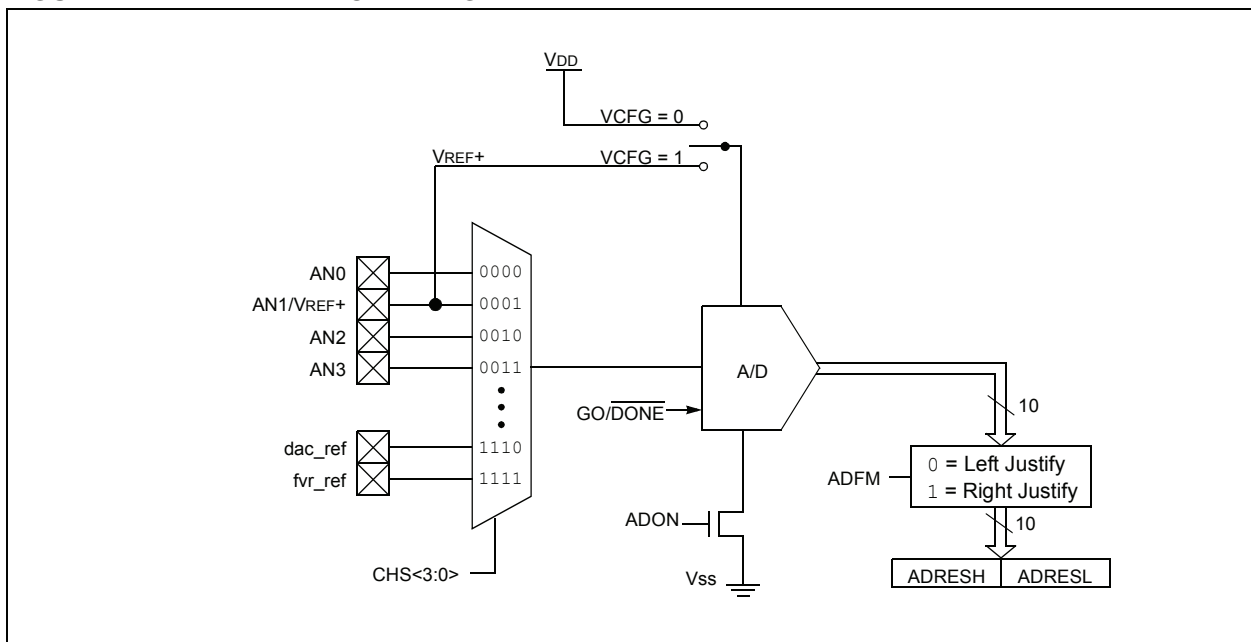 VDD
VCFG = 0
VREF+
VCFG = 1
AN0
0000
AN1/VREF+
0001
AN2
0010
AN3
0011
A/D
GO/DONE
10
dac_ref
1110
fvr_ref
1111
0 = Left Justify
ADFM
1 = Right Justify
ADON
10
CHS<3:0>
Vss
ADRESH
ADRESL